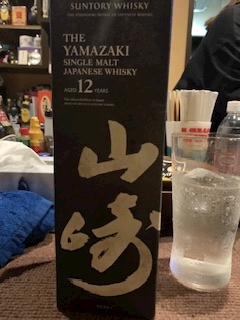 SUNTORY WHISKY
THE
YAMAZAKI
SINGLE MALT
JAPANESE WHISKY
AGED 12 YEARS
山崎